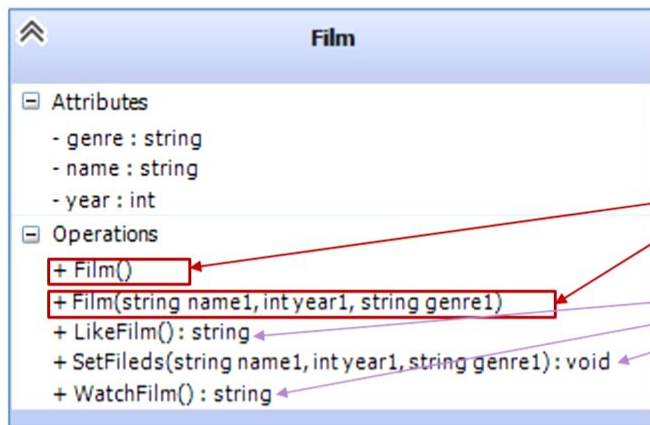 Film
Attributes
- genre : string
- name : string
- year : int
Operations
+ Film()
+ Film(string name1, int year1, string genre1)
+ LikeFilm() : string
+ SetFileds(string name1, int year1, string genre1) : void
+ WatchFilm() : string